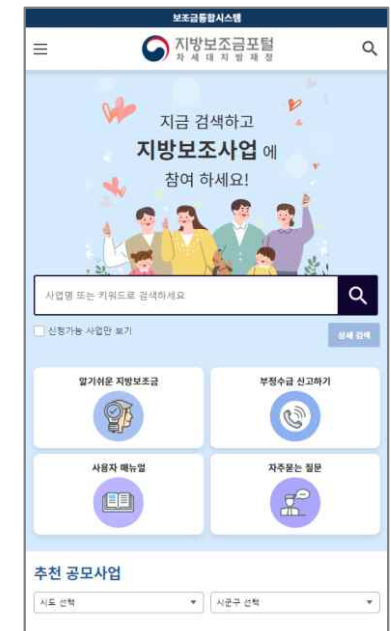 보조금통합시스템
지방보조금포털
차세대지방재정
지금 검색하고
지방보조사업 에
참여 하세요!
사업명 또는 키워드로 검색하세요
신청가능 사업만 보기
상세 검색
알기쉬운 지방보조금
부정수급 신고하기
사용자 매뉴얼
자주묻는 질문
추천 공모사업
시도 선택
시군구 선택